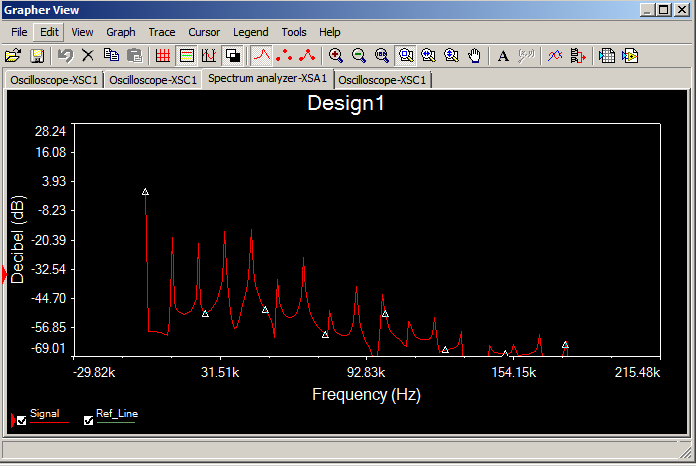 Grapher View
File Edit View Graph Trace Cursor Legend Tools Help
A
Oscilloscope-XSC1 Oscilloscope-XSC1 Spectrum analyzer-XSA1 Oscilloscope-XSC1
Design1
28.24
16.08
3.93
-8.23
-20.39
-32.54
-44.70
-56.85
-69.01
Decibel (dB)
-29.82k 31.51k 92.83k 154.15k 215.48k
Frequency (Hz)
Signal Ref_Line